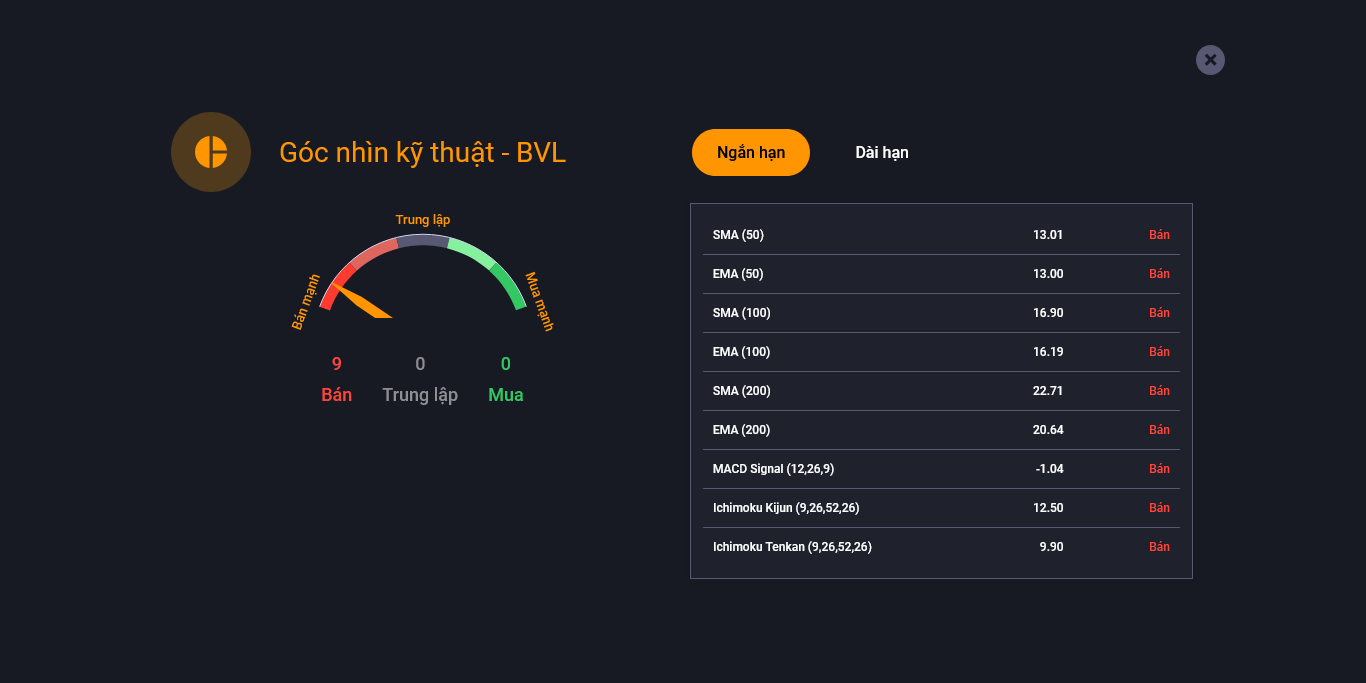 Góc nhìn kỹ thuật - BVL
Trung lập
Bán mạnh
Mua mạnh
9 0 0
Bán Trung lập Mua
Ngắn hạn Dài hạn
SMA (50) 13.01 Bán
EMA (50) 13.00 Bán
SMA (100) 16.90 Bán
EMA (100) 16.19 Bán
SMA (200) 22.71 Bán
EMA (200) 20.64 Bán
MACD Signal (12,26,9) -1.04 Bán
Ichimoku Kijun (9,26,52,26) 12.50 Bán
Ichimoku Tenkan (9,26,52,26) 9.90 Bán